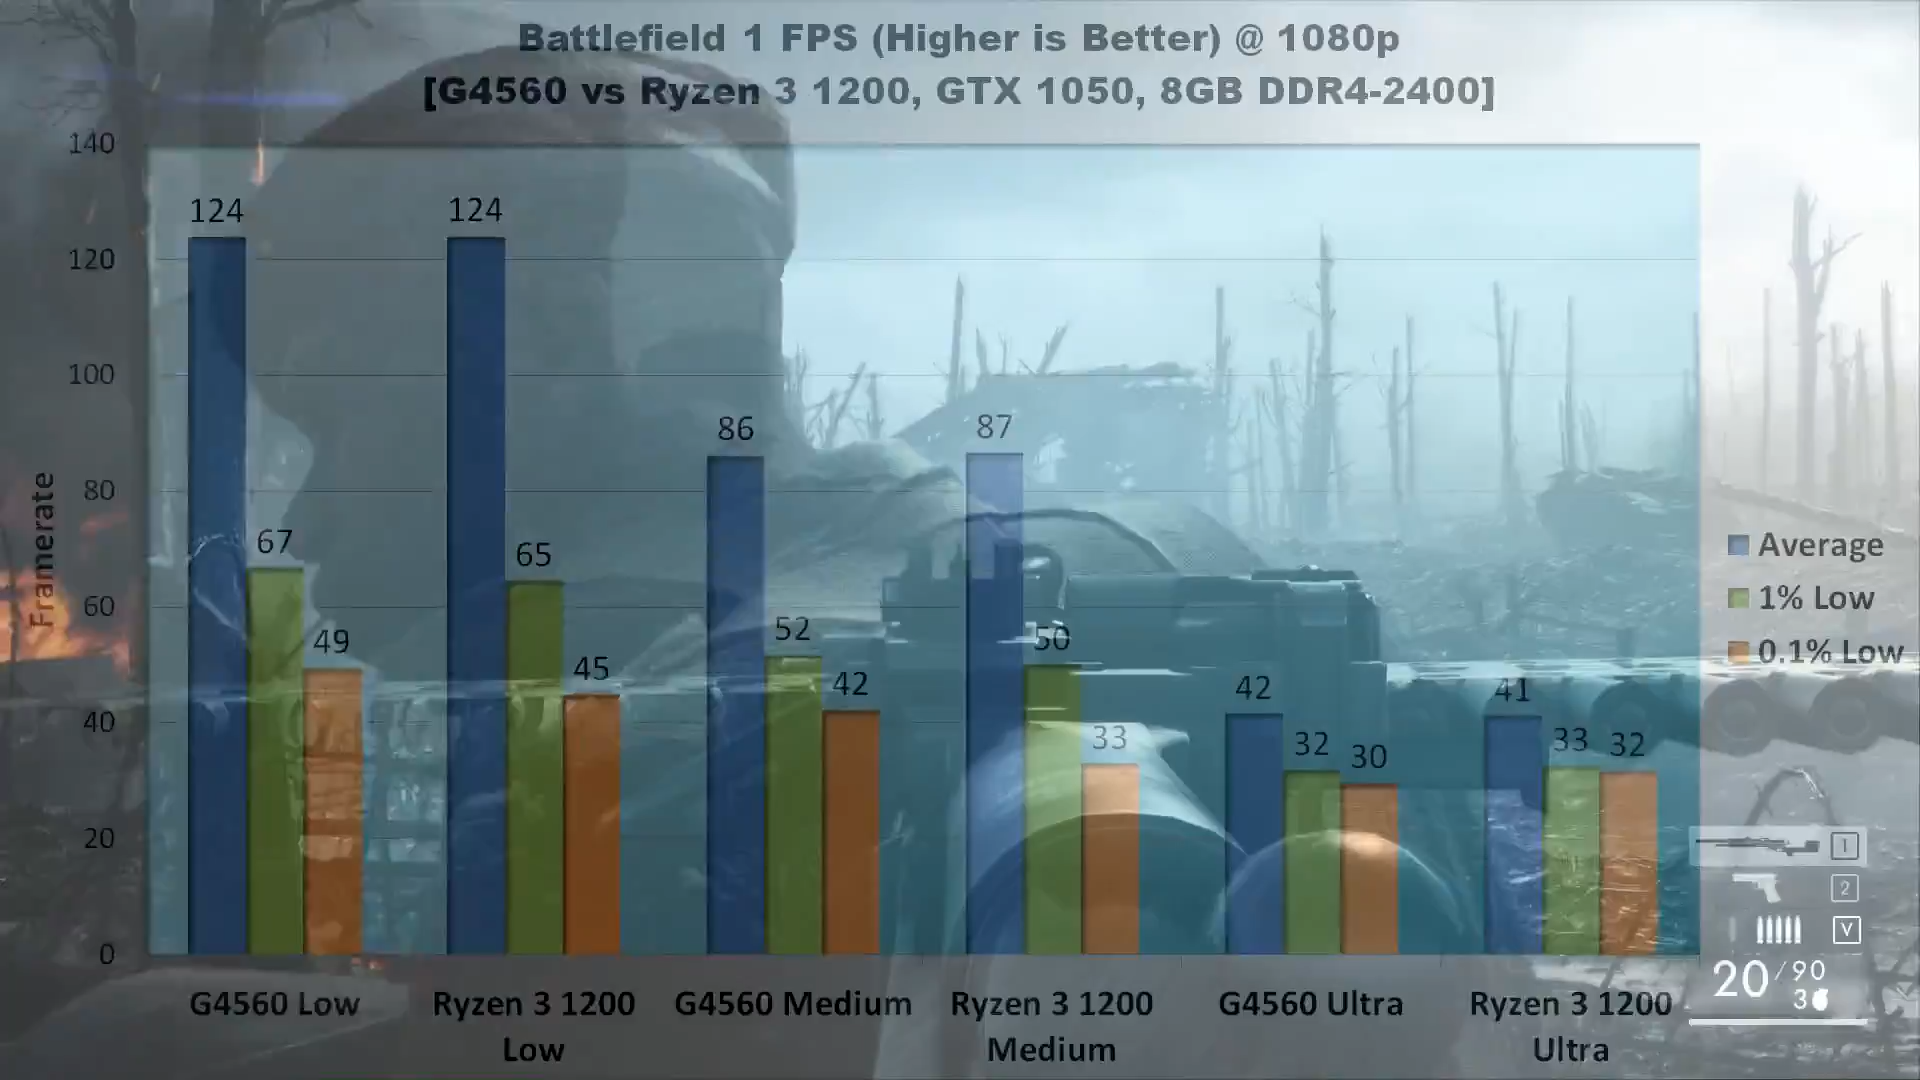 Battlefield 1 FPS (Higher is Better) @ 1080p
[G4560 vs Ryzen 3 1200, GTX 1050, 8GB DDR4-2400]
140
120
100
80
60
40
20
0
Framerate
124
67
49
124
65
45
86
52
42
87
50
33
42
32
30
41
33
32
G4560 Low
Ryzen 3 1200
Low
G4560 Medium
Ryzen 3 1200
Medium
G4560 Ultra
Ryzen 3 1200
Ultra
Average
1% Low
0.1% Low
1
2
V
20/90
3